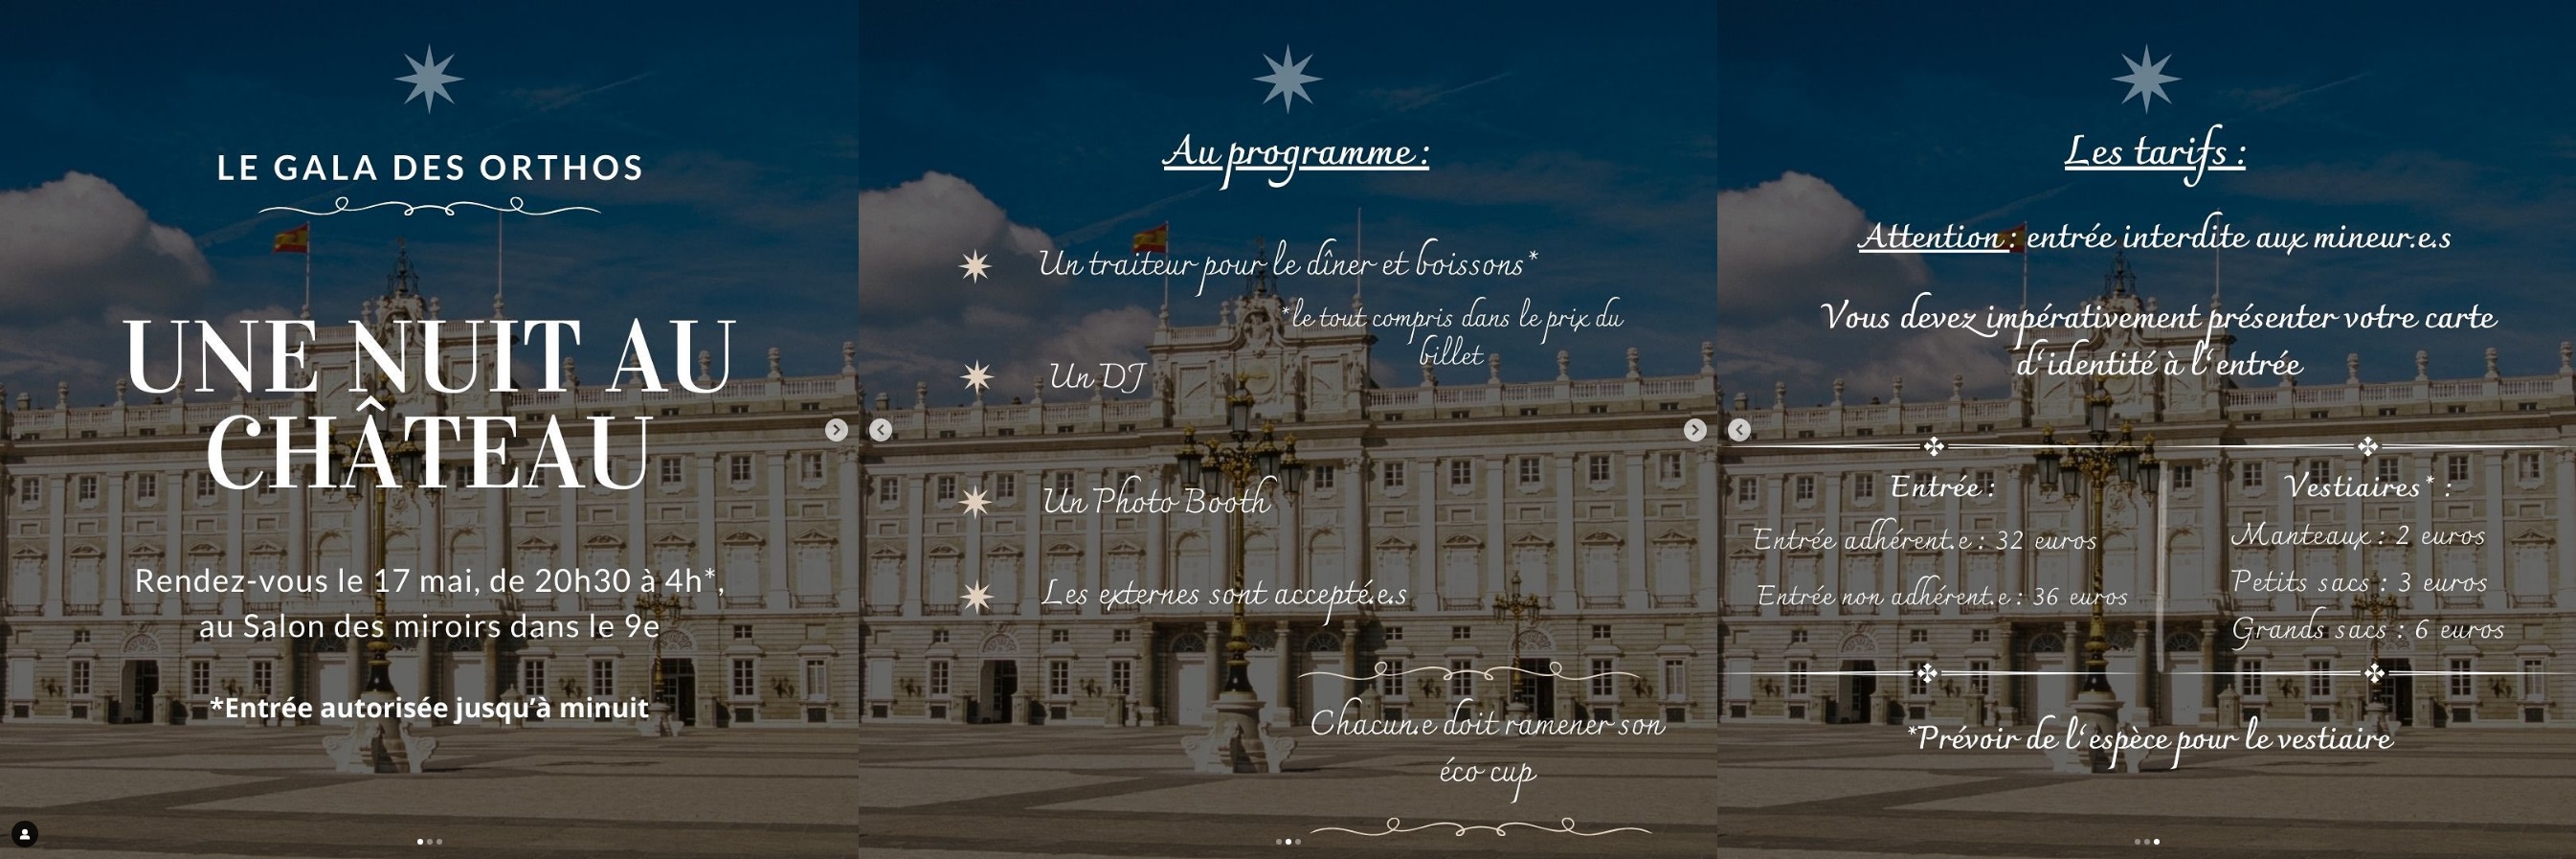 LE GALA DES ORTHOS
UNE NUIT AU
CHÂTEAU
Rendez-vous le 17 mai, de 20h30 à 4h*,
au Salon des miroirs dans le 9e
*Entrée autorisée jusqu'à minuit
Au programme :
Un traiteur pour le dîner et boissons*
*le tout compris dans le prix du
billet
Un DJ
Un Photo Booth
Les externes sont accepté.e.s
Chacun.e doit ramener son
éco cup
Les tarifs :
Attention : entrée interdite aux mineur.e.s
Vous devez impérativement présenter votre carte
d'identité à l'entrée
Entrée :
Entrée adhérent.e : 32 euros
Entrée non adhérent.e : 36 euros
Vestiaires* :
Manteaux : 2 euros
Petits sacs : 3 euros
Grands sacs : 6 euros
*Prévoir de l'espèce pour le vestiaire